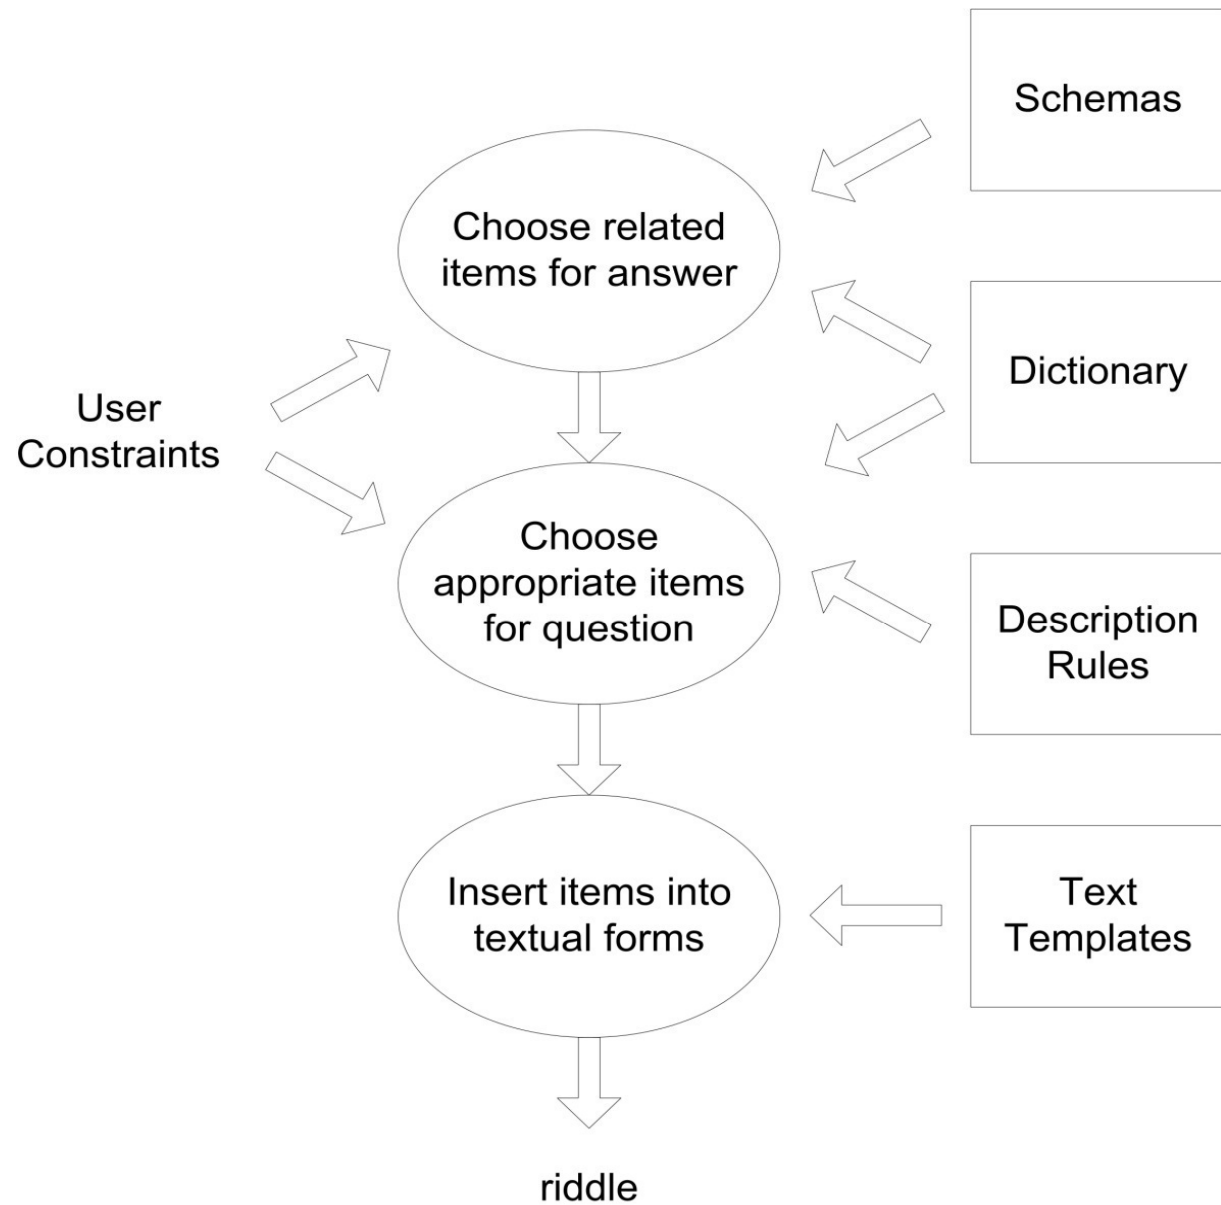 Schemas
Choose related
items for answer
Dictionary
User
Constraints
Choose
appropriate items
for question
Description
Rules
Insert items into
textual forms
Text
Templates
riddle